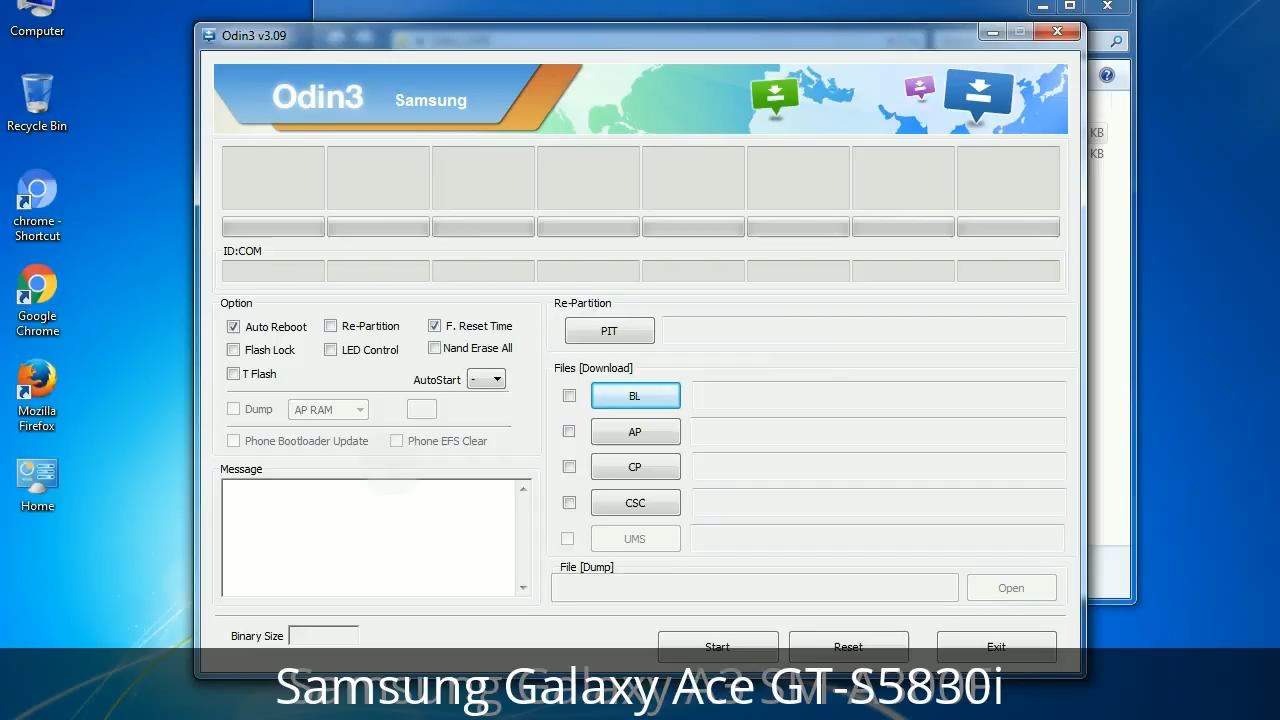 Computer
Recycle Bin
chrome -
Shortcut
Google
Chrome
Mozilla
Firefox
Home
Odin3 v3.09
Odin3 Samsung
KB
KB
ID:COM
Option
Auto Reboot
Re-Partition
F. Reset Time
Flash Lock
LED Control
Nand Erase All
T Flash
AutoStart -
Dump AP RAM
Phone Bootloader Update
Phone EFS Clear
Message
Re-Partition
PIT
Files [Download]
BL
AP
CP
CSC
UMS
File [Dump]
Open
Binary Size
Start
Reset
Exit
Samsung Galaxy Ace GT-S5830i